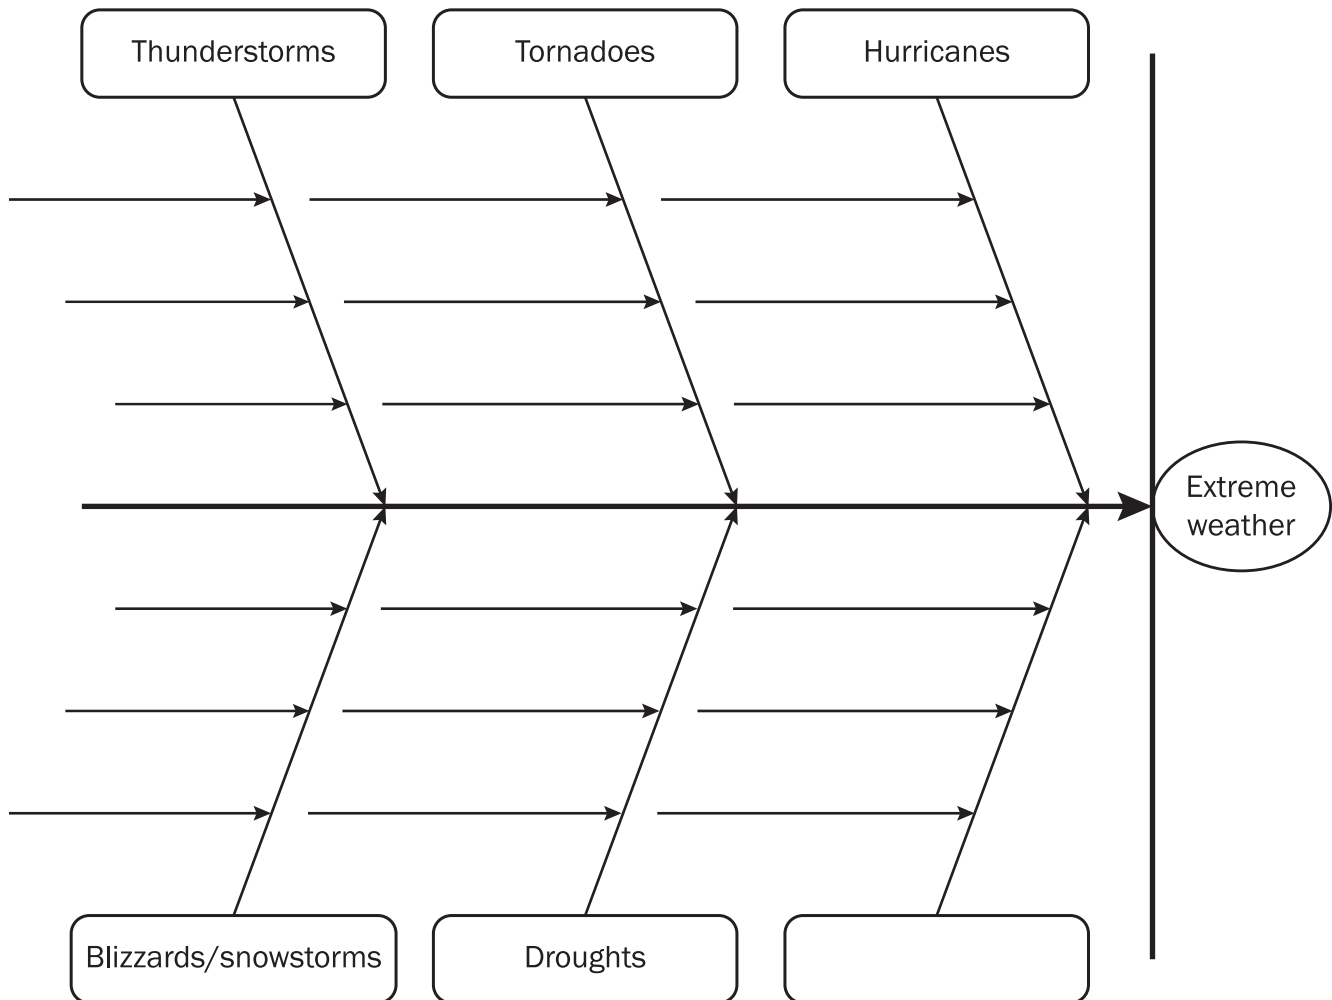 Thunderstorms
Tornadoes
Hurricanes
Extreme
weather
Blizzards/snowstorms
Droughts